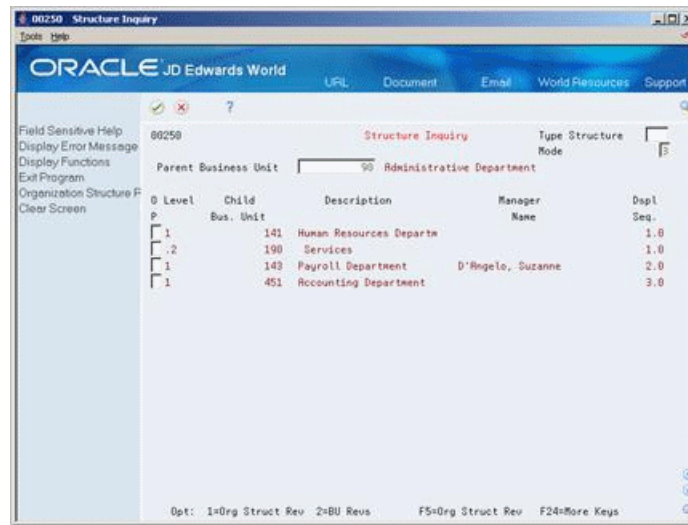 00250 Structure Inquiry
Tools Help
ORACLE JD Edwards World
URL Document Email World Resources Support
?
Field Sensitive Help
Display Error Message
Display Functions
Exit Program
Organization Structure P
Clear Screen
00250 Structure Inquiry Type Structure
Mode 3
Parent Business Unit 90 Administrative Department
O Level Child Description Manager Dspl
P Bus. Unit Name Seq.
1 141 Human Resources Departm 1.0
.2 190 Services 1.0
1 143 Payroll Department D'Angelo, Suzanne 2.0
1 451 Accounting Department 3.0
Opt: 1=Org Struct Rev 2=BU Revs F5=Org Struct Rev F24=More Keys